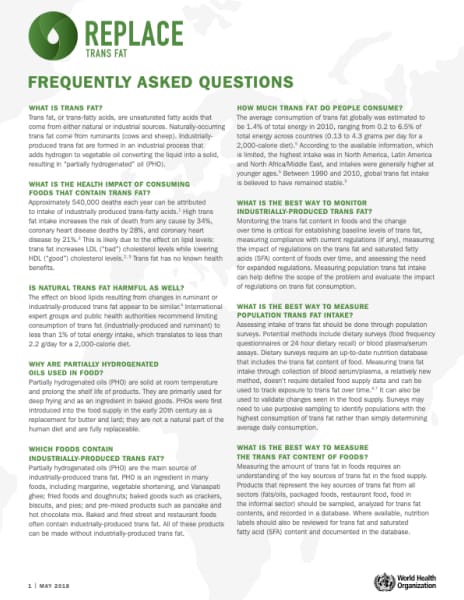 REPLACE
TRANS FAT
FREQUENTLY ASKED QUESTIONS
WHAT IS TRANS FAT?
Trans fat, or trans-fatty acids, are unsaturated fatty acids that
come from either natural or industrial sources. Naturally-occurring
trans fat come from ruminants (cows and sheep). Industrially-
produced trans fat are formed in an industrial process that
adds hydrogen to vegetable oil converting the liquid into a solid,
resulting in "partially hydrogenated" oil (PHO).
WHAT IS THE HEALTH IMPACT OF CONSUMING
FOODS THAT CONTAIN TRANS FAT?
Approximately 540,000 deaths each year can be attributed
to intake of industrially produced trans-fatty acids.1 High trans
fat intake increases the risk of death from any cause by 34%,
coronary heart disease deaths by 28%, and coronary heart
disease by 21%.2 This is likely due to the effect on lipid levels:
trans fat increases LDL ("bad") cholesterol levels while lowering
HDL ("good") cholesterol levels.2,3 Trans fat has no known health
benefits.
IS NATURAL TRANS FAT HARMFUL AS WELL?
The effect on blood lipids resulting from changes in ruminant or
industrially-produced trans fat appear to be similar.4 International
expert groups and public health authorities recommend limiting
consumption of trans fat (industrially-produced and ruminant) to
less than 1% of total energy intake, which translates to less than
2.2 g/day for a 2,000-calorie diet.
WHY ARE PARTIALLY HYDROGENATED
OILS USED IN FOOD?
Partially hydrogenated oils (PHO) are solid at room temperature
and prolong the shelf life of products. They are primarily used for
deep frying and as an ingredient in baked goods. PHOs were first
introduced into the food supply in the early 20th century as a
replacement for butter and lard; they are not a natural part of the
human diet and are fully replaceable.
WHICH FOODS CONTAIN
INDUSTRIALLY-PRODUCED TRANS FAT?
Partially hydrogenated oils (PHO) are the main source of
industrially-produced trans fat. PHO is an ingredient in many
foods, including margarine, vegetable shortening, and Vanaspati
ghee; fried foods and doughnuts; baked goods such as crackers,
biscuits, and pies; and pre-mixed products such as pancake and
hot chocolate mix. Baked and fried street and restaurant foods
often contain industrially-produced trans fat. All of these products
can be made without industrially-produced trans fat.
HOW MUCH TRANS FAT DO PEOPLE CONSUME?
The average consumption of trans fat globally was estimated to
be 1.4% of total energy in 2010, ranging from 0.2 to 6.5% of
total energy across countries (0.13 to 4.3 grams per day for a
2,000-calorie diet).5 According to the available information, which
is limited, the highest intake was in North America, Latin America
and North Africa/Middle East, and intakes were generally higher at
younger ages.5 Between 1990 and 2010, global trans fat intake
is believed to have remained stable.5
WHAT IS THE BEST WAY TO MONITOR
INDUSTRIALLY-PRODUCED TRANS FAT?
Monitoring the trans fat content in foods and the change
over time is critical for establishing baseline levels of trans fat,
measuring compliance with current regulations (if any), measuring
the impact of regulations on the trans fat and saturated fatty
acids (SFA) content of foods over time, and assessing the need
for expanded regulations. Measuring population trans fat intake
can help define the scope of the problem and evaluate the impact
of regulations on trans fat consumption.
WHAT IS THE BEST WAY TO MEASURE
POPULATION TRANS FAT INTAKE?
Assessing intake of trans fat should be done through population
surveys. Potential methods include dietary surveys (food frequency
questionnaires or 24 hour dietary recall) or blood plasma/serum
assays. Dietary surveys require an up-to-date nutrition database
that includes the trans fat content of food. Measuring trans fat
intake through collection of blood serum/plasma, a relatively new
method, doesn't require detailed food supply data and can be
used to track exposure to trans fat over time.6,7 It can also be
used to validate changes seen in the food supply. Surveys may
need to use purposive sampling to identify populations with the
highest consumption of trans fat rather than simply determining
average daily consumption.
WHAT IS THE BEST WAY TO MEASURE
THE TRANS FAT CONTENT OF FOODS?
Measuring the amount of trans fat in foods requires an
understanding of the key sources of trans fat in the food supply.
Products that represent the key sources of trans fat from all
sectors (fats/oils, packaged foods, restaurant food, food in
the informal sector) should be sampled, analyzed for trans fat
contents, and recorded in a database. Where available, nutrition
labels should also be reviewed for trans fat and saturated
fatty acid (SFA) content and documented in the database.
1 | MAY 2018
World Health
Organization